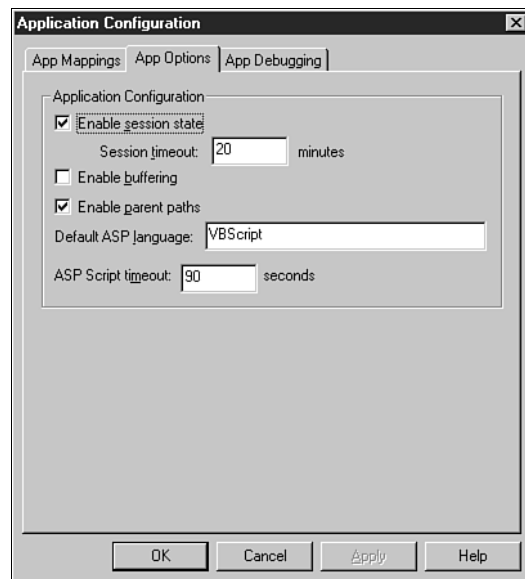 Application Configuration
App Mappings App Options App Debugging
Application Configuration
Enable session state
Session timeout: 20 minutes
Enable buffering
Enable parent paths
Default ASP language: VBScript
ASP Script timeout: 90 seconds
OK Cancel Apply Help